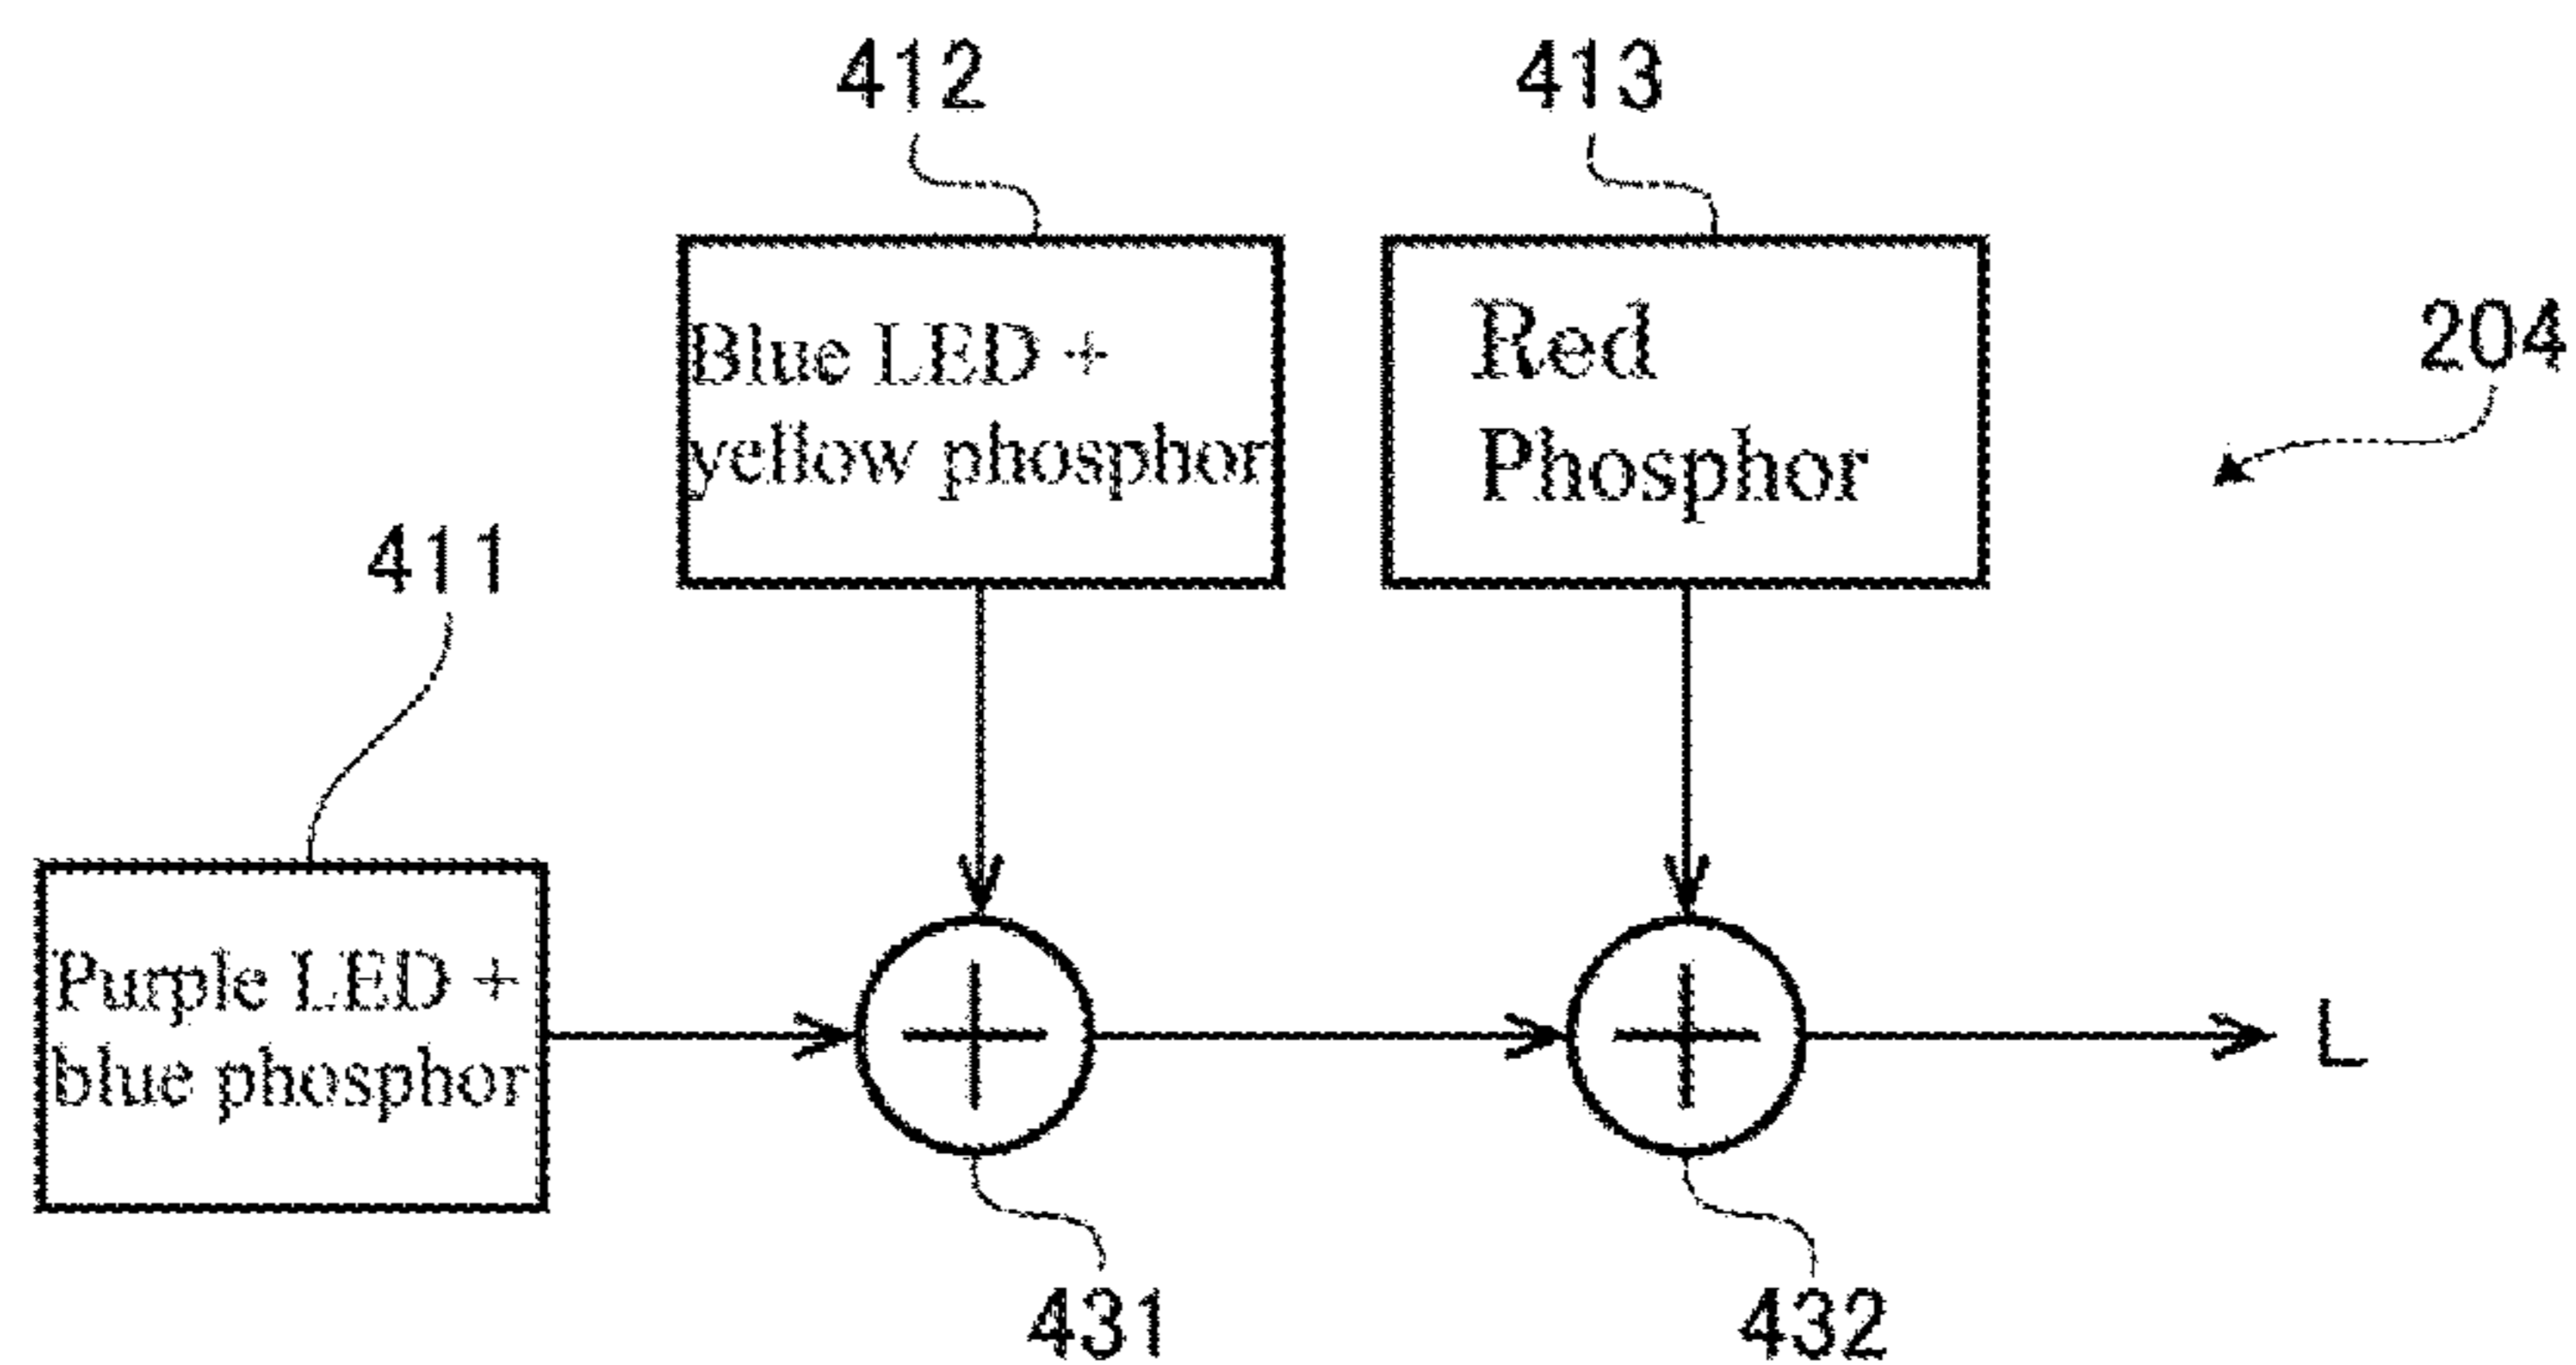 412
413
Blue LED +
yellow phosphor
Red
Phosphor
204
411
Purple LED +
blue phosphor
L
431
432